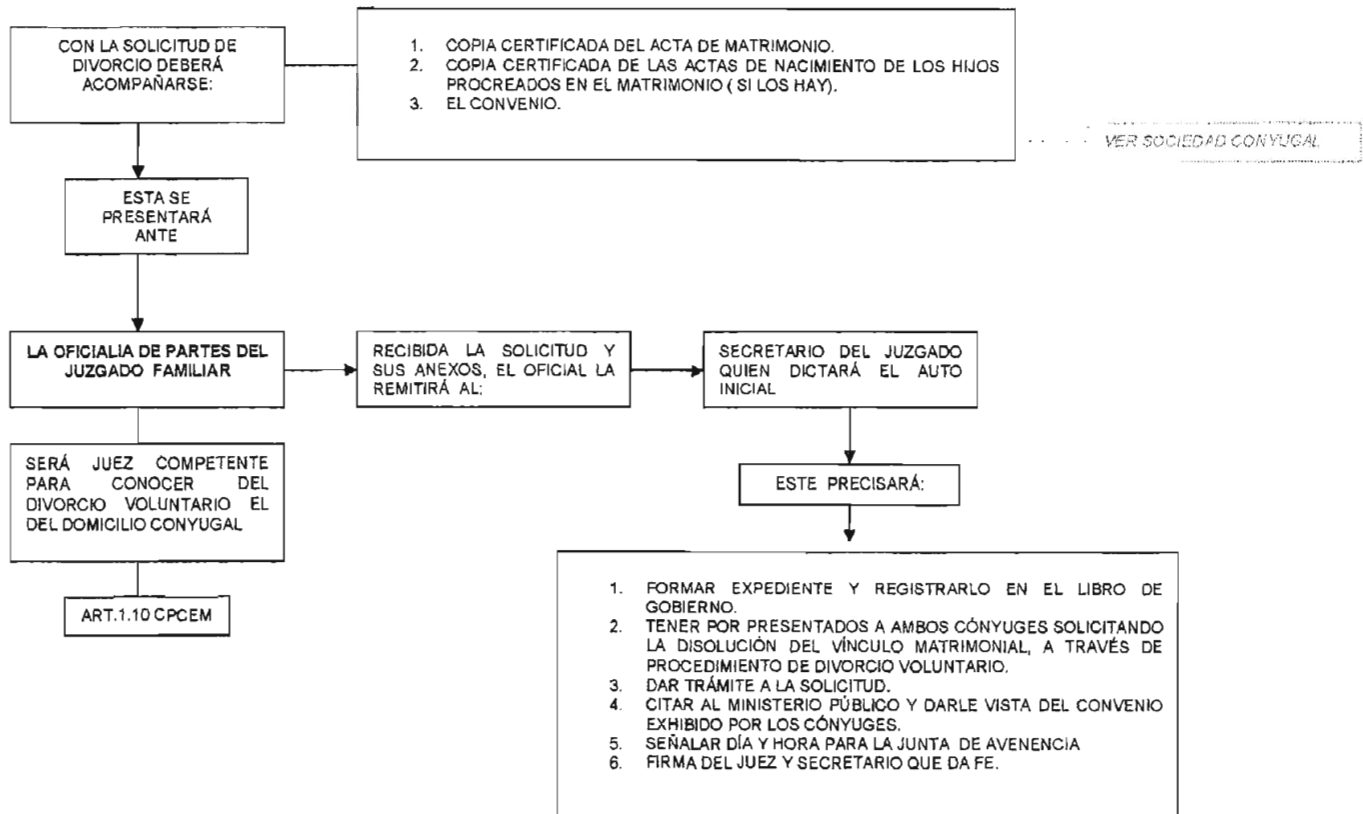 CON LA SOLICITUD DE
DIVORCIO DEBERÁ
ACOMPAÑARSE:
1. COPIA CERTIFICADA DEL ACTA DE MATRIMONIO.
2. COPIA CERTIFICADA DE LAS ACTAS DE NACIMIENTO DE LOS HIJOS
PROCREADOS EN EL MATRIMONIO ( SI LOS HAY).
3. EL CONVENIO.
VER SOCIEDAD CONYUGAL
ESTA SE
PRESENTARÁ
ANTE
LA OFICIALIA DE PARTES DEL
JUZGADO FAMILIAR
RECIBIDA LA SOLICITUD Y
SUS ANEXOS, EL OFICIAL LA
REMITIRÁ AL:
SECRETARIO DEL JUZGADO
QUIEN DICTARÁ EL AUTO
INICIAL
SERÁ JUEZ COMPETENTE
PARA CONOCER DEL
DIVORCIO VOLUNTARIO EL
DEL DOMICILIO CONYUGAL
ESTE PRECISARÁ:
ART.1.10 CPCEM
1. FORMAR EXPEDIENTE Y REGISTRARLO EN EL LIBRO DE
GOBIERNO.
2. TENER POR PRESENTADOS A AMBOS CÓNYUGES SOLICITANDO
LA DISOLUCIÓN DEL VÍNCULO MATRIMONIAL, A TRAVÉS DE
PROCEDIMIENTO DE DIVORCIO VOLUNTARIO.
3. DAR TRÁMITE A LA SOLICITUD.
4. CITAR AL MINISTERIO PÚBLICO Y DARLE VISTA DEL CONVENIO
EXHIBIDO POR LOS CÓNYUGES.
5. SEÑALAR DÍA Y HORA PARA LA JUNTA DE AVENENCIA
6. FIRMA DEL JUEZ Y SECRETARIO QUE DA FE.